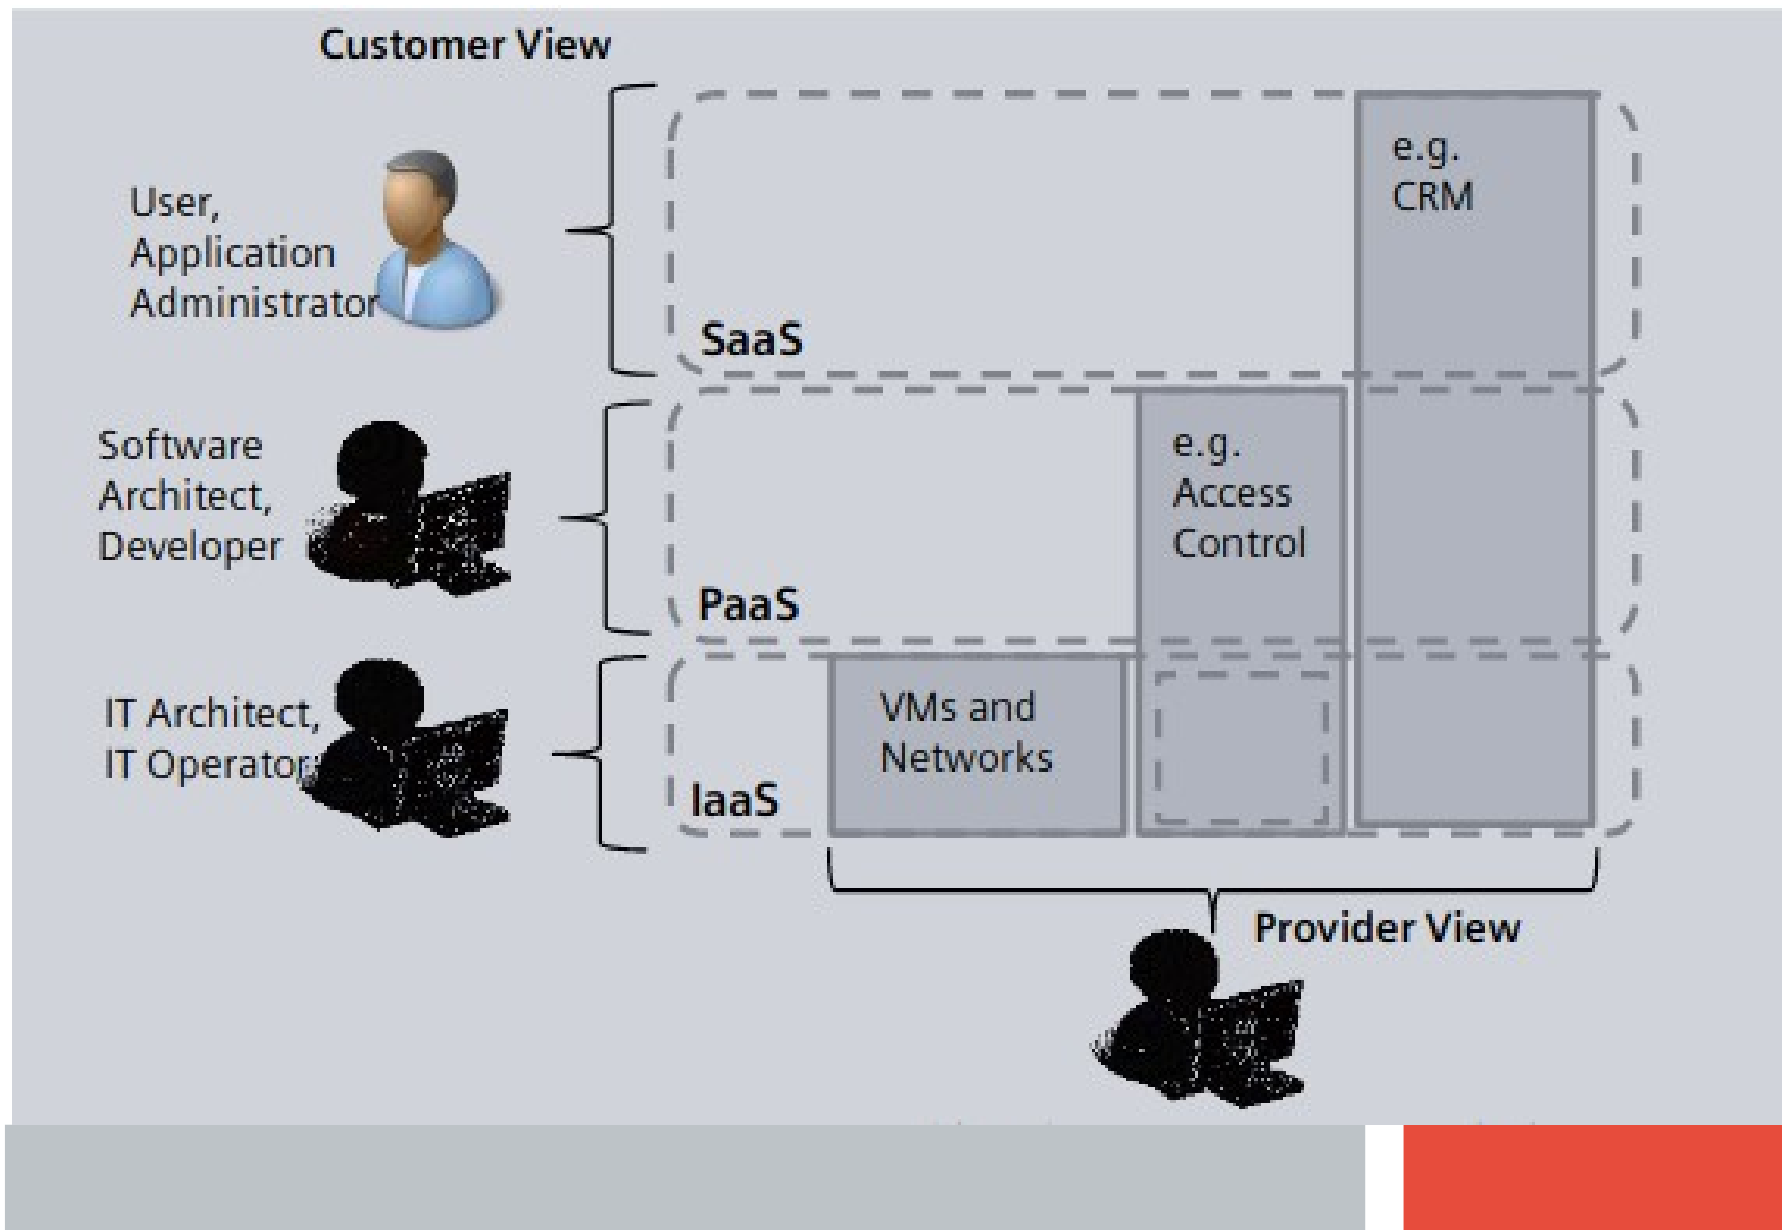 Customer View
User,
Application
Administrator
e.g.
CRM
SaaS
Software
Architect,
Developer
e.g.
Access
Control
PaaS
IT Architect,
IT Operator
VMs and
Networks
IaaS
Provider View